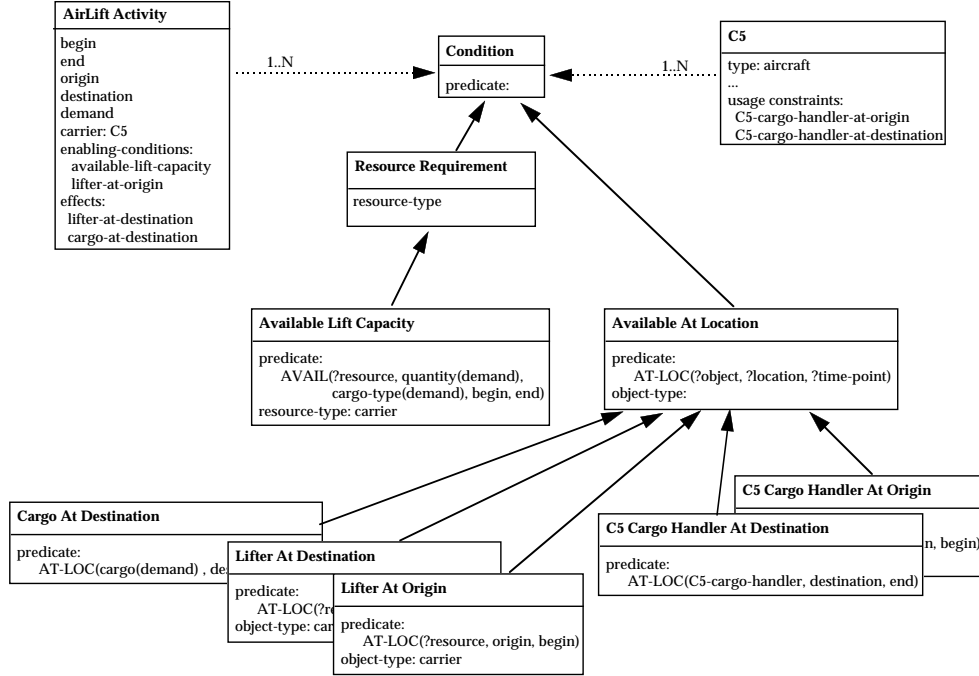 AirLift Activity
begin
end
origin
destination
demand
carrier: C5
enabling-conditions:
available-lift-capacity
lifter-at-origin
effects:
lifter-at-destination
cargo-at-destination
1..N
Condition
predicate:
1..N
C5
type: aircraft
...
usage constraints:
C5-cargo-handler-at-origin
C5-cargo-handler-at-destination
Resource Requirement
resource-type
Available Lift Capacity
predicate:
AVAIL(?resource, quantity(demand),
cargo-type(demand), begin, end)
resource-type: carrier
Available At Location
predicate:
AT-LOC(?object, ?location, ?time-point)
object-type:
Cargo At Destination
predicate:
AT-LOC(cargo(demand) ,
Lifter At Destination
predicate:
object-type:
Lifter At Origin
predicate:
AT-LOC(?resource, origin, begin)
object-type: carrier
C5 Cargo Handler At Origin
begin)
C5 Cargo Handler At Destination
predicate:
AT-LOC(C5-cargo-handler, destination, end)